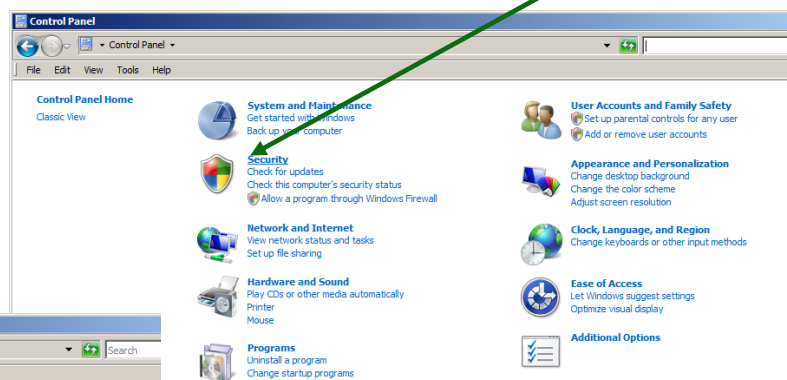 Control Panel
Control Panel
File Edit View Tools Help
Control Panel Home
Classic View
System and Maintenance
Get started with Windows
Back up your computer
Security
Check for updates
Check this computer's security status
Allow a program through Windows Firewall
Network and Internet
View network status and tasks
Set up file sharing
Hardware and Sound
Play CDs or other media automatically
Printer
Mouse
Programs
Uninstall a program
Change startup programs
User Accounts and Family Safety
Set up parental controls for any user
Add or remove user accounts
Appearance and Personalization
Change desktop background
Change the color scheme
Adjust screen resolution
Clock, Language, and Region
Change keyboards or other input methods
Ease of Access
Let Windows suggest settings
Optimize visual display
Additional Options
Search